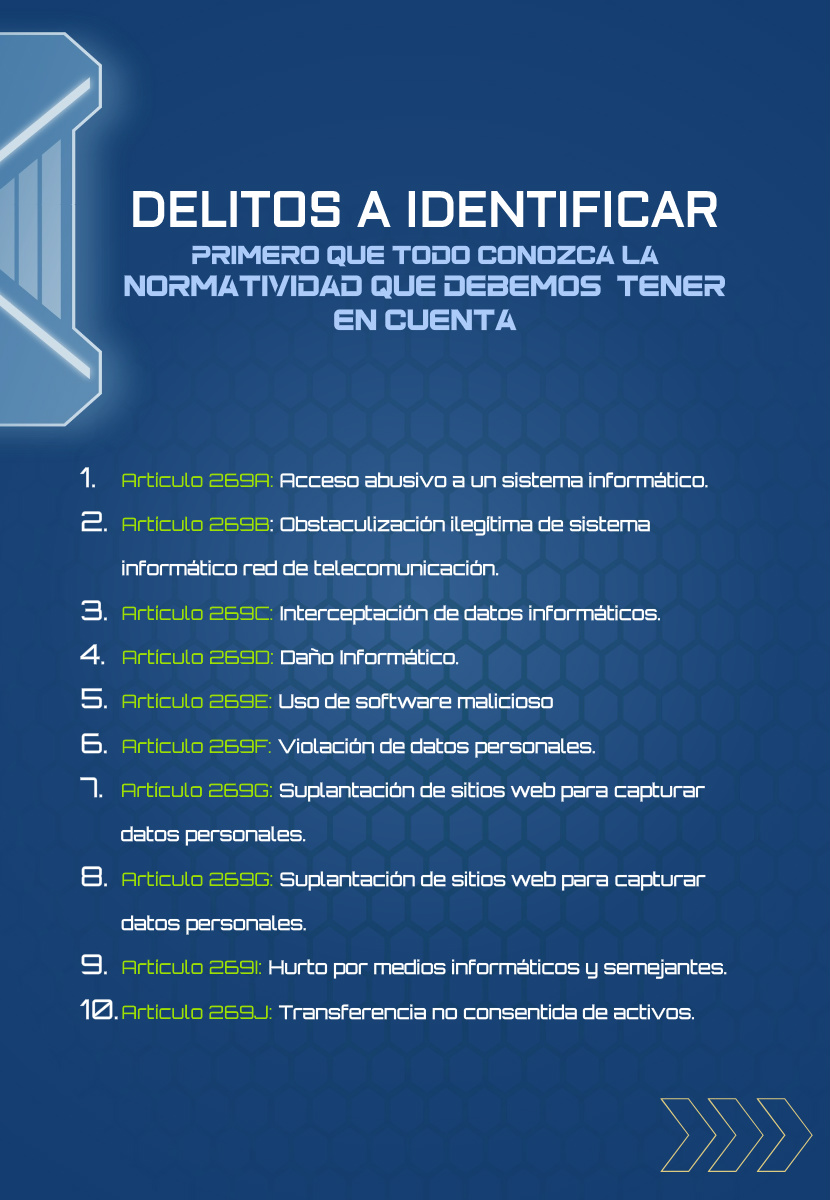 DELITOS A IDENTIFICAR
PRIMERO QUE TODO CONOZCA LA
NORMATIVIDAD QUE DEBEMOS TENER
EN CUENTA
1. Articulo 269A: Acceso abusivo a un sistema informático.
2. Articulo 269B: Obstaculización ilegítima de sistema
informático red de telecomunicación.
3. Artículo 269C: Interceptación de datos informáticos.
4. Artículo 269D: Daño Informático.
5. Articulo 269E: Uso de software malicioso
6. Articulo 269F: Violación de datos personales.
7. Artículo 269G: Suplantación de sitios web para capturar
datos personales.
8. Articulo 269G: Suplantación de sitios web para capturar
datos personales.
9. Articulo 269I: Hurto por medios informáticos y semejantes.
10. Articulo 269J: Transferencia no consentida de activos.